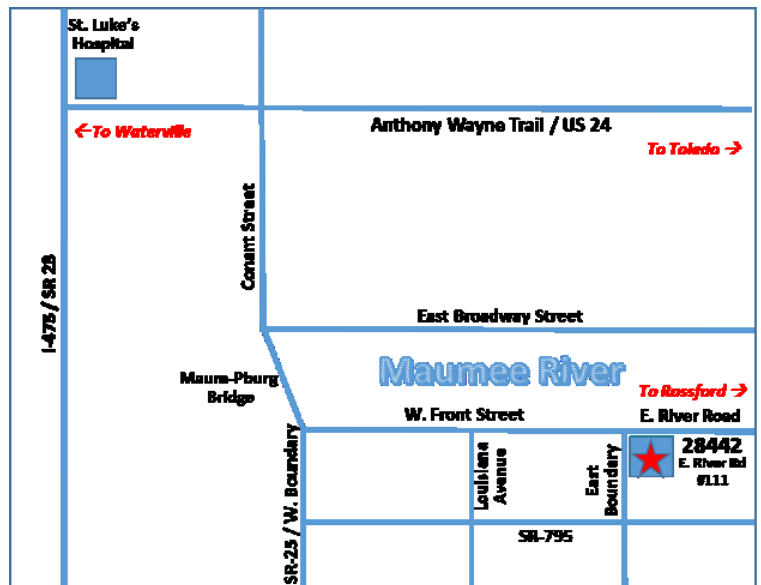 St. Luke's
Hospital
Anthony Wayne Trail / US 24
←To Waterville
To Toledo →
Conant Street
I-475 / SR 23
East Broadway Street
Maum-Pburg
Bridge
Maumee River
To Rossford →
W. Front Street
E. River Road
SR-25 / W. Boundary
Louisiana
Avenue
East
Boundary
28442
E. River Rd
#111
SR-795